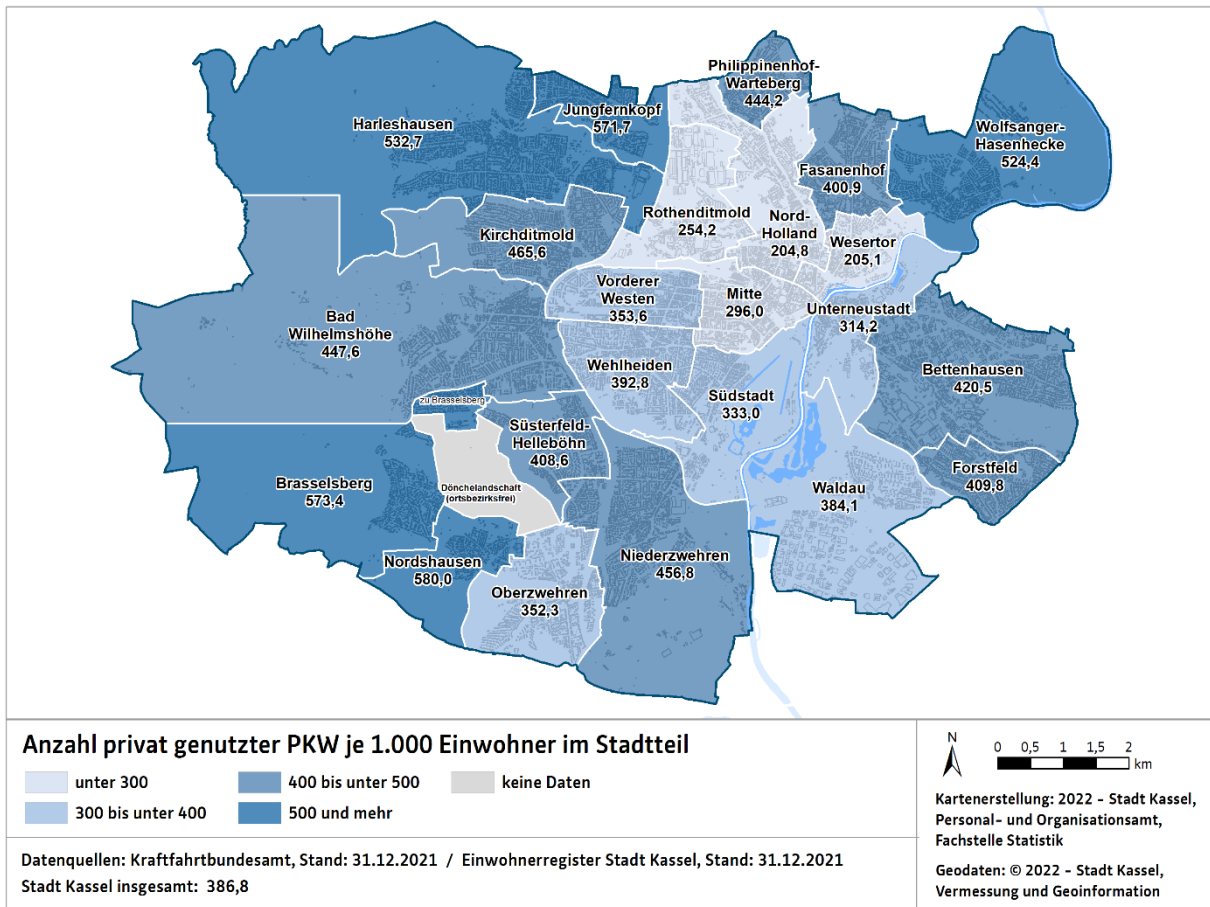 Philippinenhof-
Warteberg
444,2
Jungfernkopf
571,7
Harleshausen
532,7
Wolfsanger-
Hasenhecke
524,4
Fasanenhof
400,9
Rothenditmold
254,2
Nord-
Holland
204,8
Kirchditmold
465,6
Wesertor
205,1
Vorderer
Westen
353,6
Mitte
296,0
Unterneustadt
314,2
Bad
Wilhelmshöhe
447,6
Wehlheiden
392,8
Bettenhausen
420,5
Südstadt
333,0
zu Brasselsberg
Süsterfeld-
Helleböhn
408,6
Forstfeld
409,8
Brasselsberg
573,4
Dönchelandschaft
(ortsbezirksfrei)
Waldau
384,1
Nordshausen
580,0
Niederzwehren
456,8
Oberzwehren
352,3
Anzahl privat genutzter PKW je 1.000 Einwohner im Stadtteil
unter 300
400 bis unter 500
keine Daten
300 bis unter 400
500 und mehr
Datenquellen: Kraftfahrtbundesamt, Stand: 31.12.2021 / Einwohnerregister Stadt Kassel, Stand: 31.12.2021
Stadt Kassel insgesamt: 386,8
N
0 0,5 1 1,5 2
km
Kartenerstellung: 2022 - Stadt Kassel,
Personal- und Organisationsamt,
Fachstelle Statistik
Geodaten: © 2022 - Stadt Kassel,
Vermessung und Geoinformation